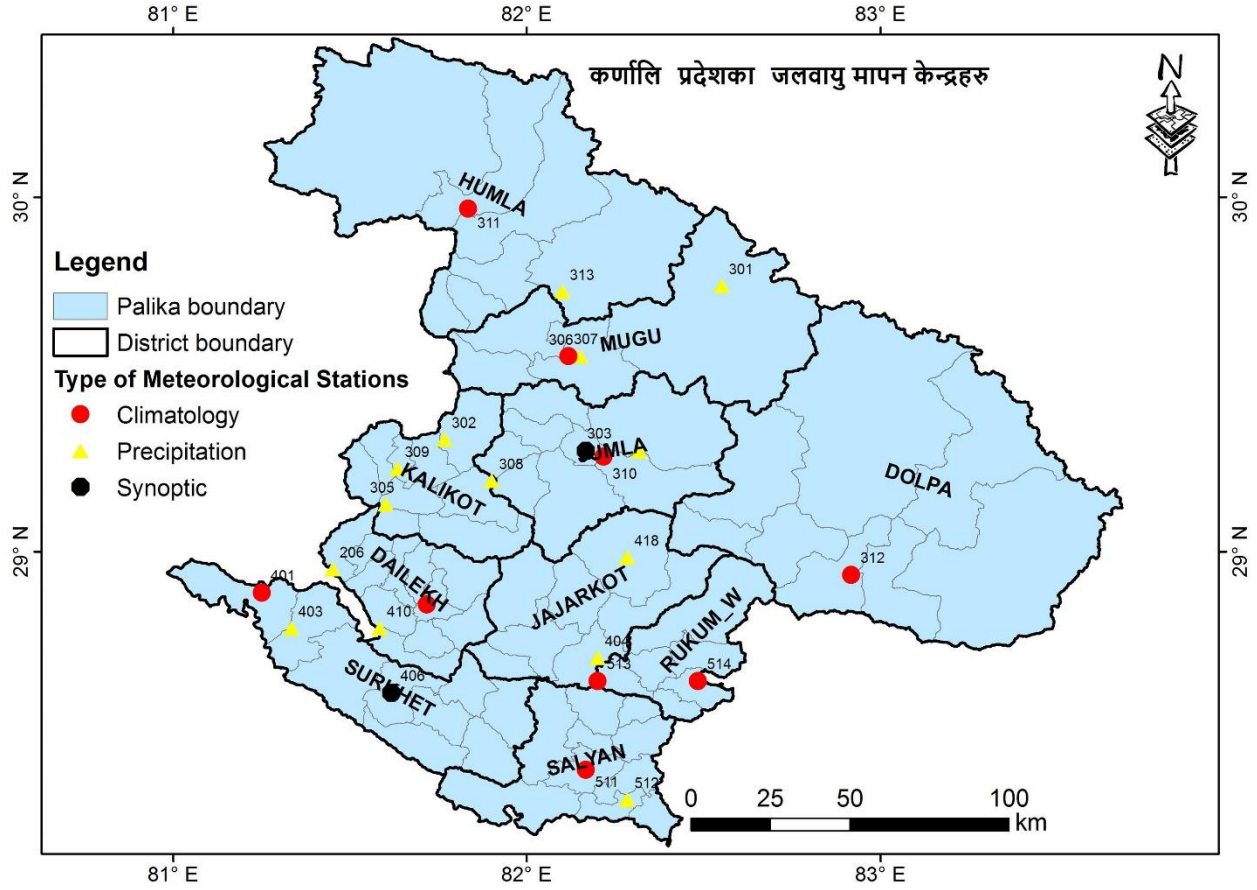 81° E 82° E 83° E
कर्णालि प्रदेशका जलवायु मापन केन्द्रहरु
N
30° N 30° N
HUMLA
311
Legend
Palika boundary
District boundary
Type of Meteorological Stations
Climatology
Precipitation
Synoptic
313
301
306 307
MUGU
302
303
JUMLA
309
308
310
KALIKOT
305
DOLPA
29° N 29° N
206
418
DAILEKH
JAJARKOT
312
401
403
410
RUKUM_W
404
513
514
406
SURKHET
SALYAN
511
512
0 25 50 100
km
81° E 82° E 83° E